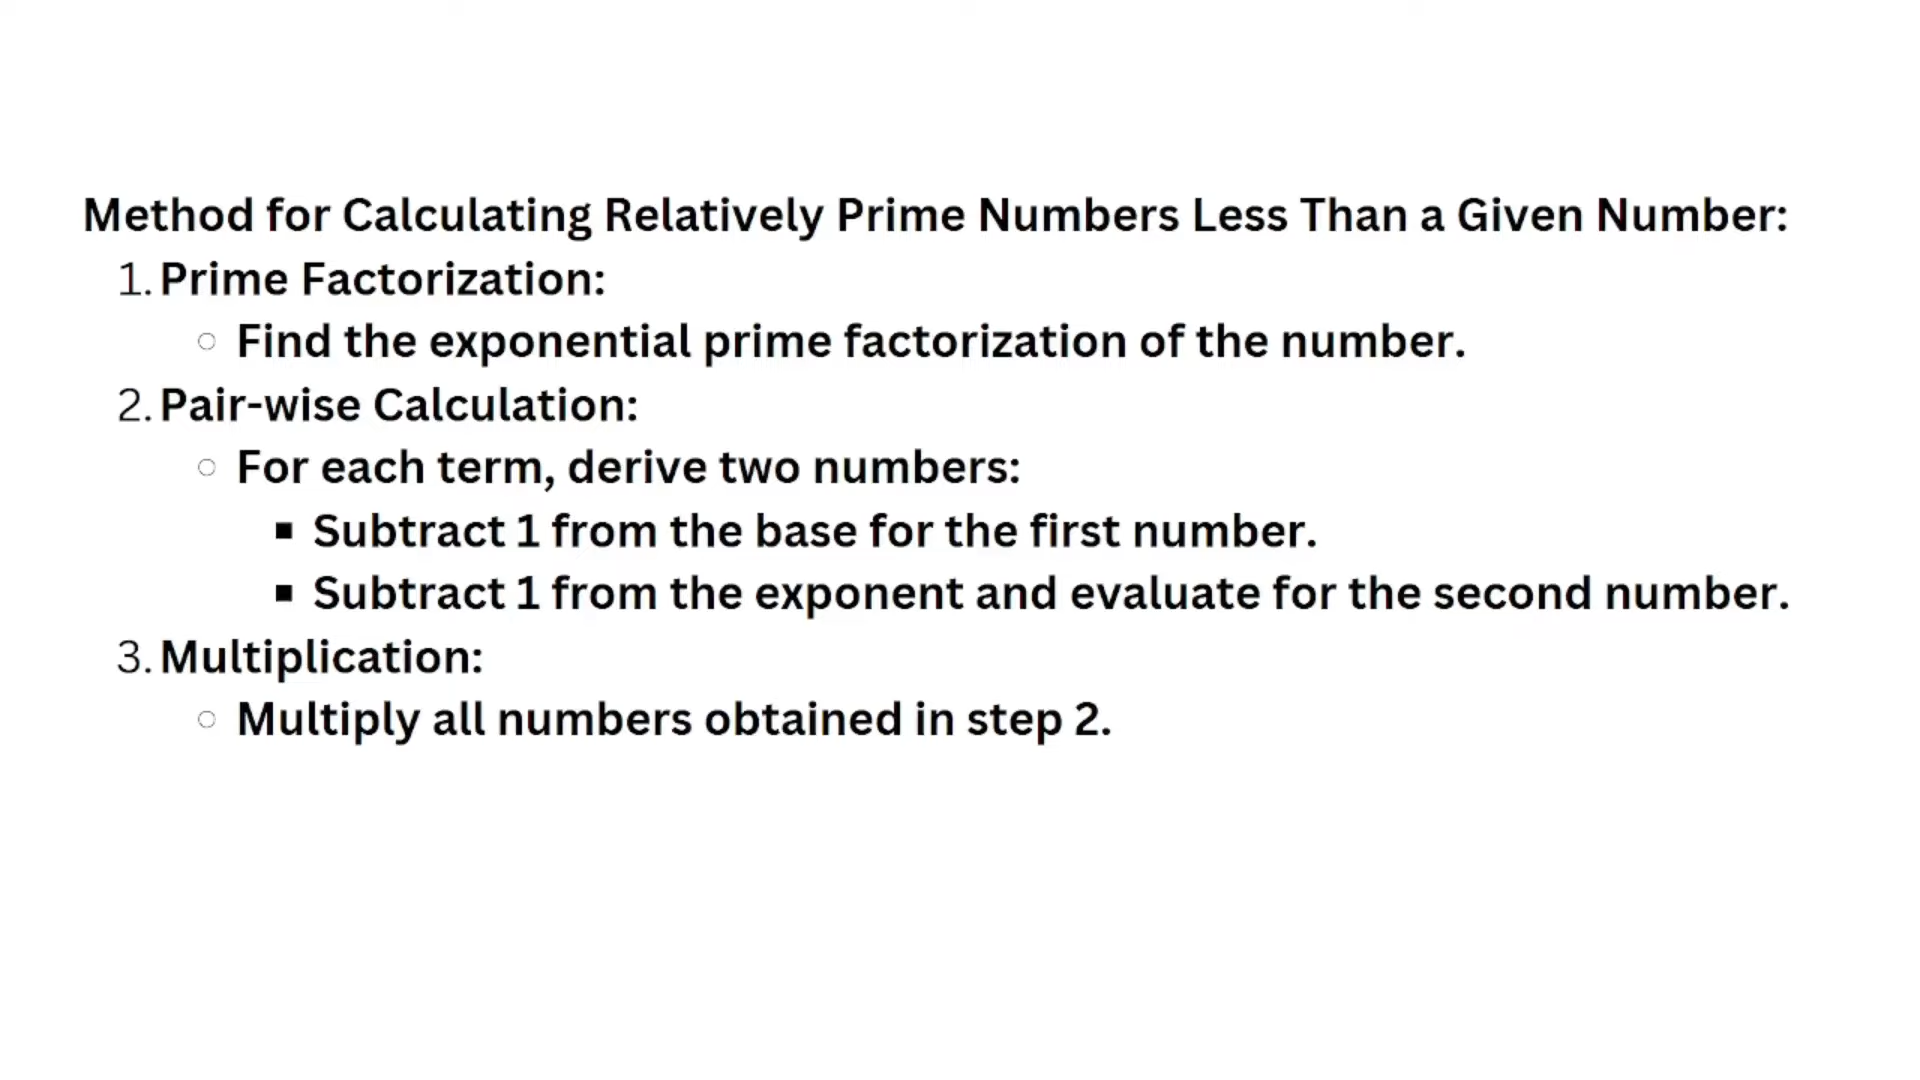 Method for Calculating Relatively Prime Numbers Less Than a Given Number:
1. Prime Factorization:
○ Find the exponential prime factorization of the number.
2. Pair-wise Calculation:
○ For each term, derive two numbers:
▪ Subtract 1 from the base for the first number.
▪ Subtract 1 from the exponent and evaluate for the second number.
3. Multiplication:
○ Multiply all numbers obtained in step 2.